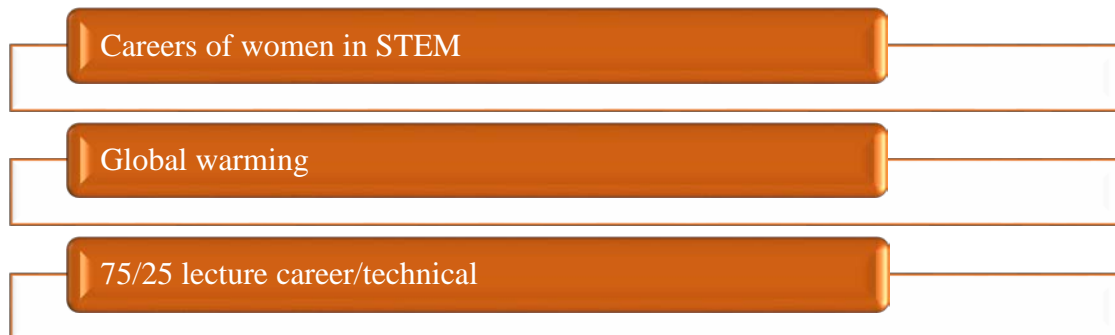 Careers of women in STEM
Global warming
75/25 lecture career/technical